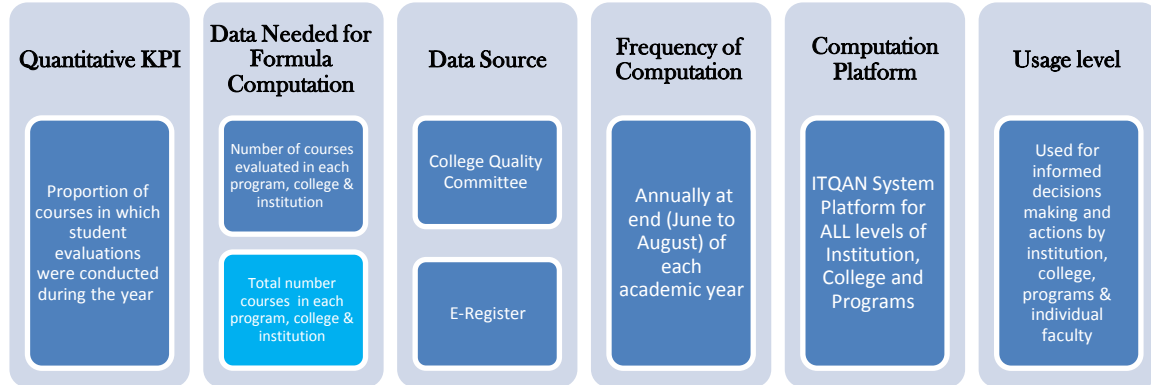 Quantitative KPI
Proportion of
courses in which
student
evaluations
were conducted
during the year
Data Needed for
Formula
Computation
Number of courses
evaluated in each
program, college &
institution
Total number
courses in each
program, college &
institution
Data Source
College Quality
Committee
E-Register
Frequency of
Computation
Annually at
end (June to
August) of
each
academic year
Computation
Platform
ITQAN System
Platform for
ALL levels of
Institution,
College and
Programs
Usage level
Used for
informed
decisions
making and
actions by
institution,
college,
programs &
individual
faculty